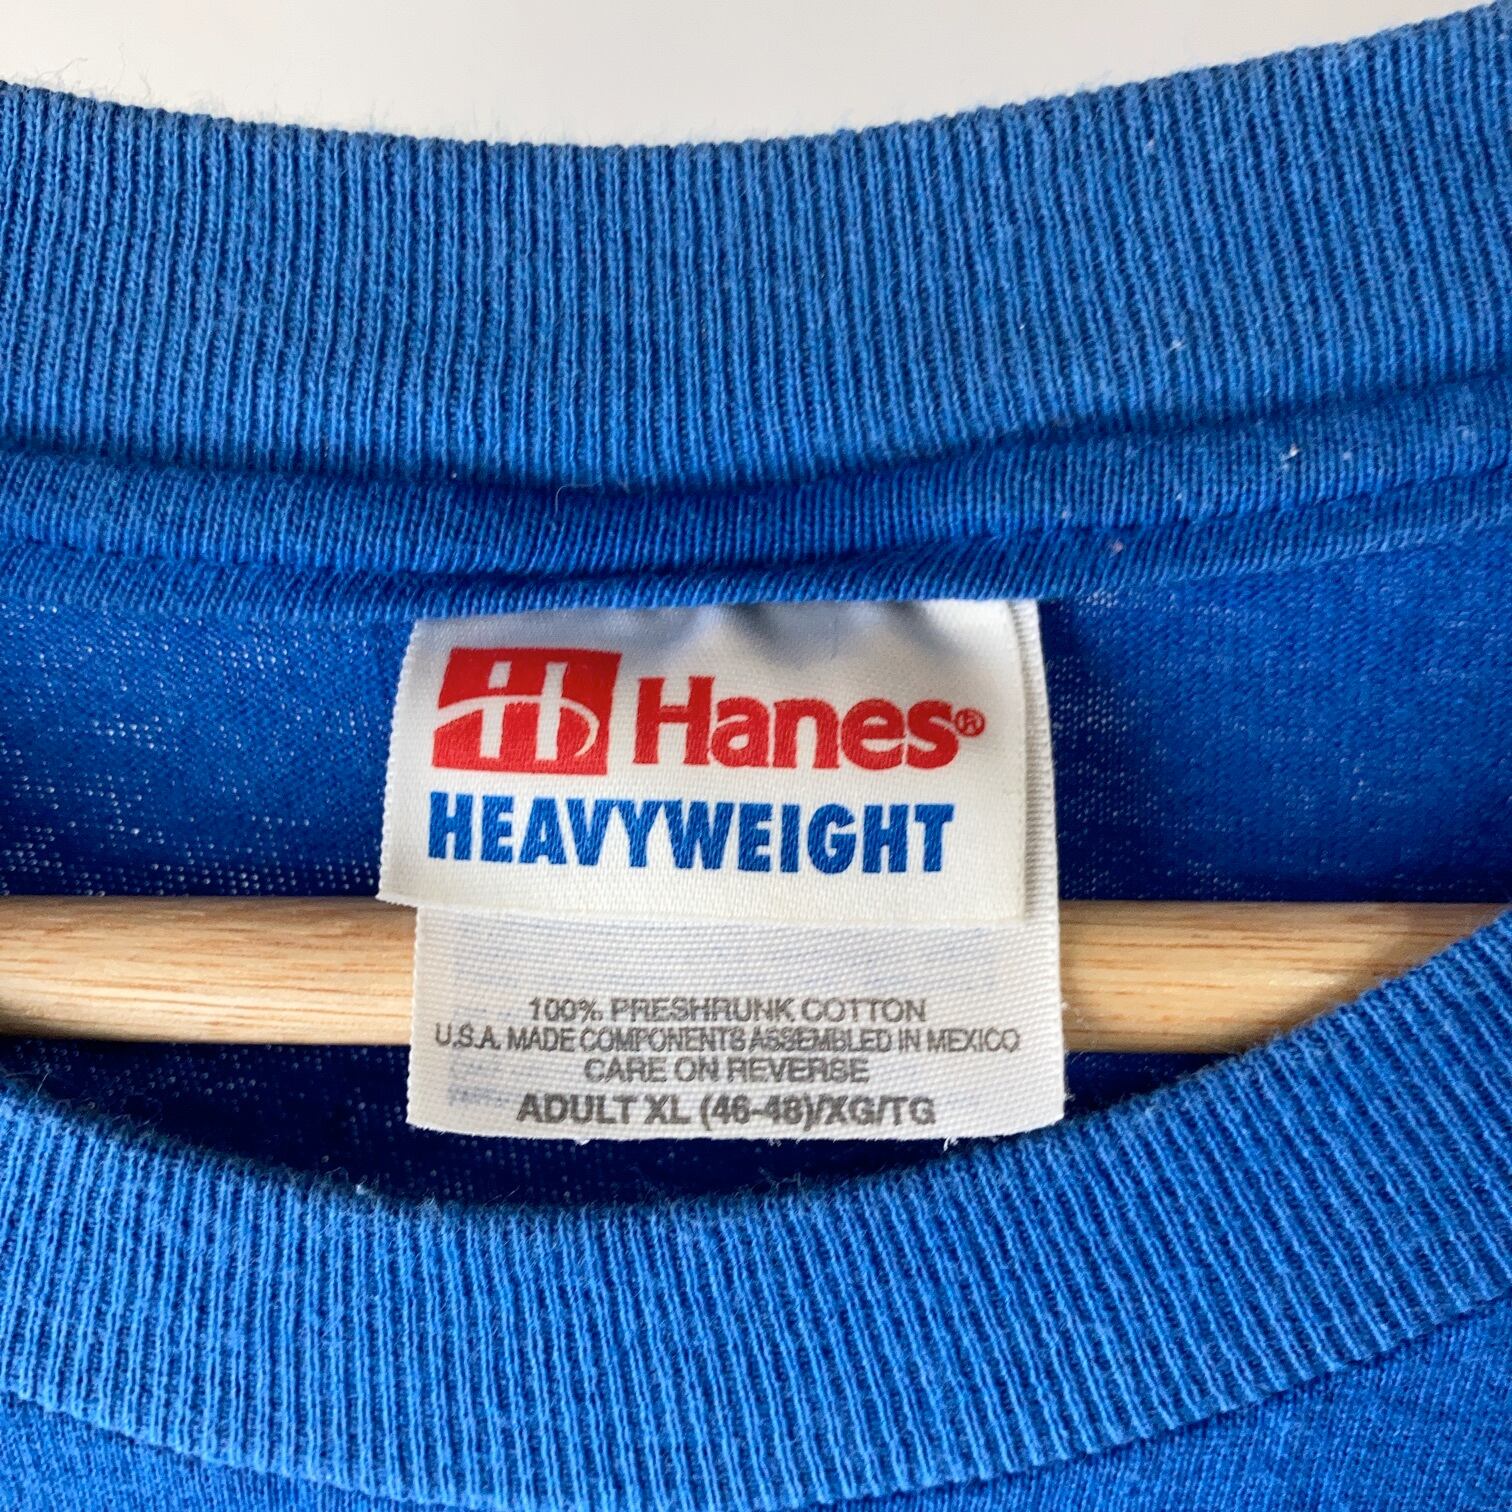 Hanes®
HEAVYWEIGHT
100% PRESHRUNK COTTON
U.S.A. MADE COMPONENTS ASSEMBLED IN MEXICO
CARE ON REVERSE
ADULT XL (46-48)/XG/TG